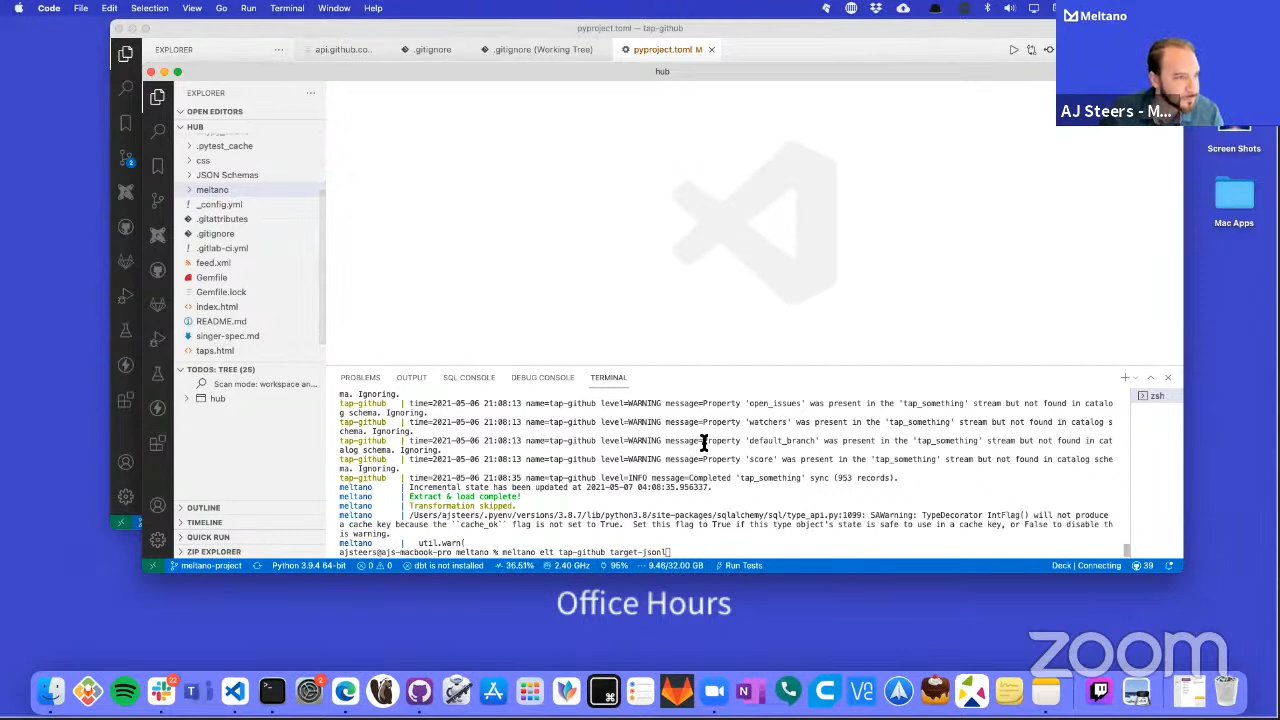 Code File Edit Selection View Go Run Terminal Window Help
Meltano
pyproject.toml — tap-github
EXPLORER
api.github.co...
.gitignore
.gitignore (Working Tree)
pyproject.toml M
hub
AJ Steers - M...
EXPLORER
OPEN EDITORS
HUB
.pytest_cache
css
JSON Schemas
meltano
_config.yml
.gitattributes
.gitignore
.gitlab-ci.yml
feed.xml
Gemfile
Gemfile.lock
index.html
README.md
singer-spec.md
taps.html
TODOS: TREE (25)
Scan mode: workspace an...
hub
OUTLINE
TIMELINE
QUICK RUN
ZIP EXPLORER
Screen Shots
Mac Apps
PROBLEMS OUTPUT SQL CONSOLE DEBUG CONSOLE TERMINAL
zsh
ma. Ignoring.
tap-github | time=2021-05-06 21:08:13 name=tap-github level=WARNING message=Property 'open_issues' was present in the 'tap_something' stream but not found in catalo
g schema. Ignoring.
tap-github | time=2021-05-06 21:08:13 name=tap-github level=WARNING message=Property 'watchers' was present in the 'tap_something' stream but not found in catalog s
chema. Ignoring.
tap-github | time=2021-05-06 21:08:13 name=tap-github level=WARNING message=Property 'default_branch' was present in the 'tap_something' stream but not found in cat
alog schema. Ignoring.
tap-github | time=2021-05-06 21:08:13 name=tap-github level=WARNING message=Property 'score' was present in the 'tap_something' stream but not found in catalog sche
ma. Ignoring.
tap-github | time=2021-05-06 21:08:35 level=INFO message=Completed 'tap_something' sync (953 records).
meltano | Incremental state has been updated at 2021-05-07 04:08:35.956337.
meltano | Extract & load complete!
meltano | Transformation skipped.
meltano | /Users/ajsteers/.pyenv/versions/3.8.7/lib/python3.8/site-packages/sqlalchemy/sql/type_api.py:1099: SAWarning: TypeDecorator IntFlag() will not produce
a cache key because the ``cache_ok`` flag is not set to True. Set this flag to True if this type object's state is safe to use in a cache key, or False to disable th
is warning.
meltano | util.warn(
ajsteers@ajs-macbook-pro meltano % meltano elt tap-github target-jsonl
meltano-project Python 3.9.4 64-bit 0 0 dbt is not installed 36.51% 2.40 GHz 95% 9.46/32.00 GB Run Tests Deck | Connecting 39
Office Hours
zoom